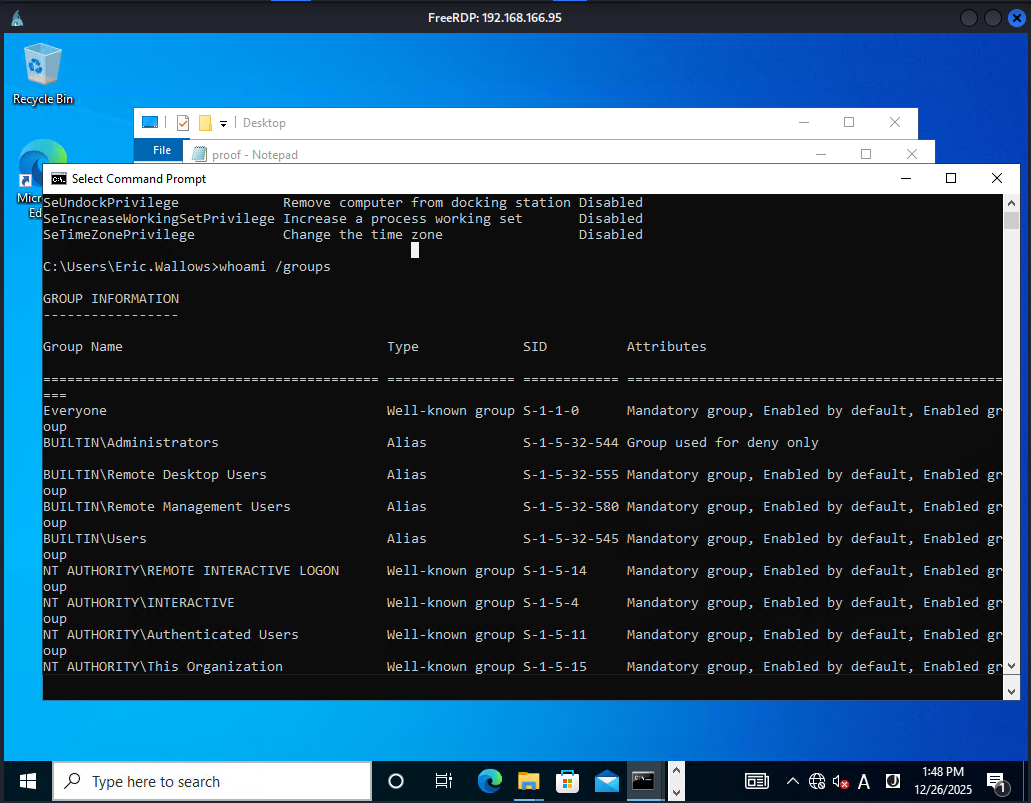 FreeRDP: 192.168.166.95
Recycle Bin
Desktop
File
proof - Notepad
Micr
Ed
Select Command Prompt
SeUndockPrivilege Remove computer from docking station Disabled
SeIncreaseWorkingSetPrivilege Increase a process working set Disabled
SeTimeZonePrivilege Change the time zone Disabled
C:\Users\Eric.Wallows>whoami /groups
GROUP INFORMATION
-----------------
Group Name Type SID Attributes
========================================== ================ ============ ===============================================
===
Everyone Well-known group S-1-1-0 Mandatory group, Enabled by default, Enabled gr
oup
BUILTIN\Administrators Alias S-1-5-32-544 Group used for deny only
BUILTIN\Remote Desktop Users Alias S-1-5-32-555 Mandatory group, Enabled by default, Enabled gr
oup
BUILTIN\Remote Management Users Alias S-1-5-32-580 Mandatory group, Enabled by default, Enabled gr
oup
BUILTIN\Users Alias S-1-5-32-545 Mandatory group, Enabled by default, Enabled gr
oup
NT AUTHORITY\REMOTE INTERACTIVE LOGON Well-known group S-1-5-14 Mandatory group, Enabled by default, Enabled gr
oup
NT AUTHORITY\INTERACTIVE Well-known group S-1-5-4 Mandatory group, Enabled by default, Enabled gr
oup
NT AUTHORITY\Authenticated Users Well-known group S-1-5-11 Mandatory group, Enabled by default, Enabled gr
oup
NT AUTHORITY\This Organization Well-known group S-1-5-15 Mandatory group, Enabled by default, Enabled gr
Type here to search
A
1:48 PM
12/26/2025
1